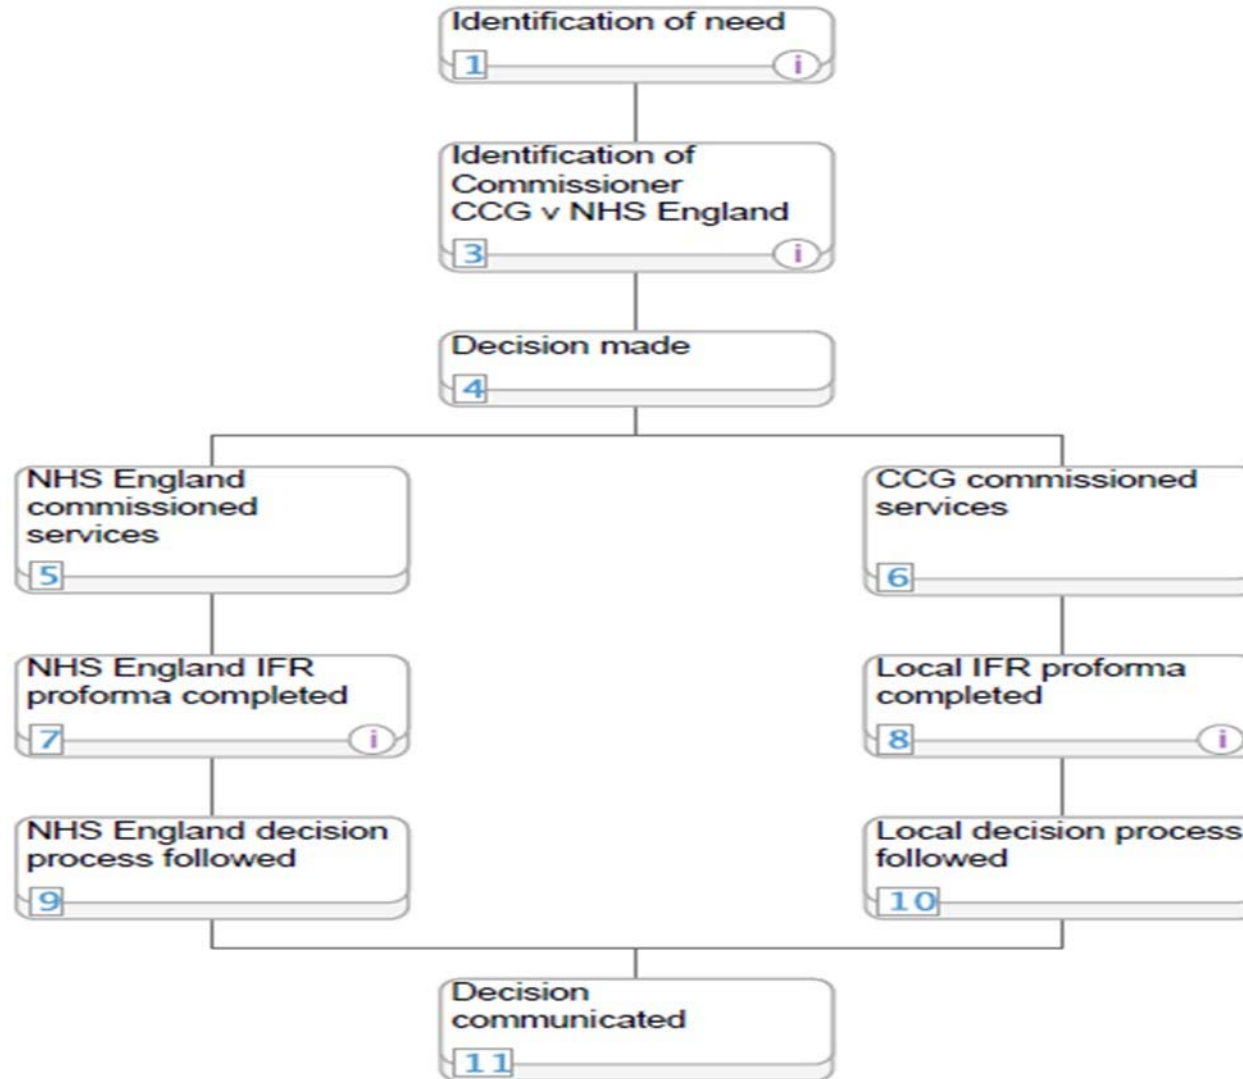 Identification of need
1 i
Identification of
Commissioner
CCG v NHS England
3 i
Decision made
4
NHS England
commissioned
services
5
CCG commissioned
services
6
NHS England IFR
proforma completed
7 i
Local IFR proforma
completed
8 i
NHS England decision
process followed
9
Local decision process
followed
10
Decision
communicated
11